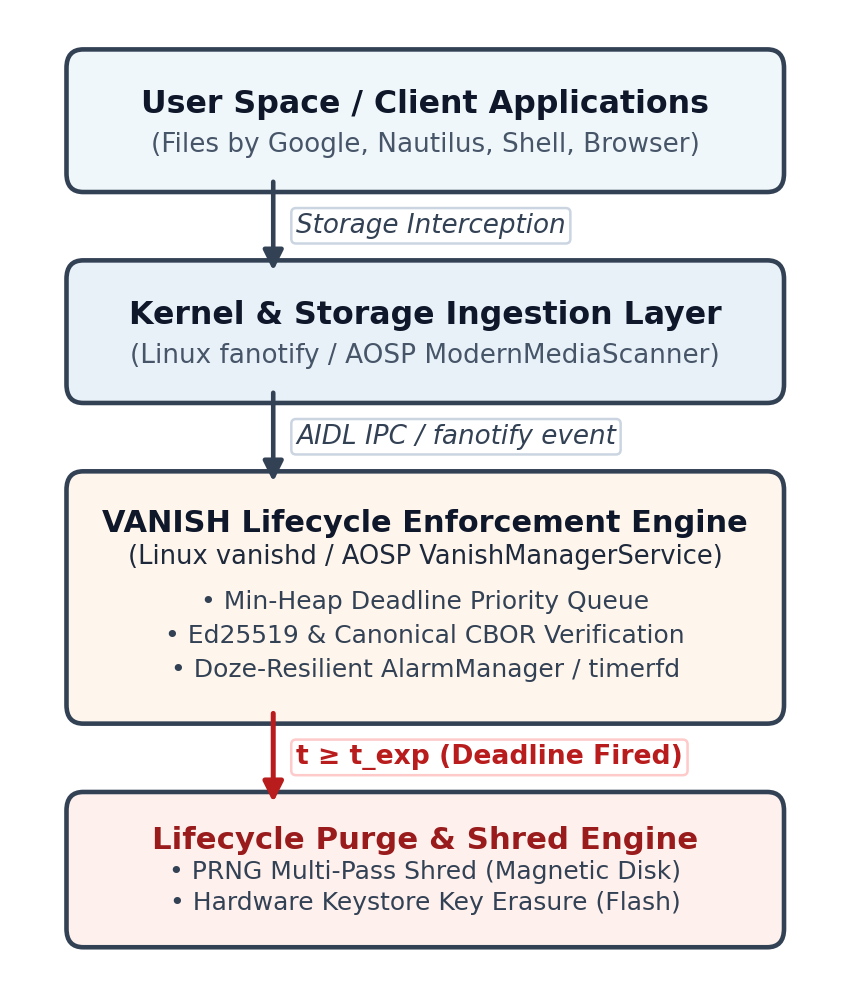 User Space / Client Applications
(Files by Google, Nautilus, Shell, Browser)
Storage Interception
Kernel & Storage Ingestion Layer
(Linux fanotify / AOSP ModernMediaScanner)
AIDL IPC / fanotify event
VANISH Lifecycle Enforcement Engine
(Linux vanishd / AOSP VanishManagerService)
• Min-Heap Deadline Priority Queue
• Ed25519 & Canonical CBOR Verification
• Doze-Resilient AlarmManager / timerfd
t ≥ t_exp (Deadline Fired)
Lifecycle Purge & Shred Engine
• PRNG Multi-Pass Shred (Magnetic Disk)
• Hardware Keystore Key Erasure (Flash)